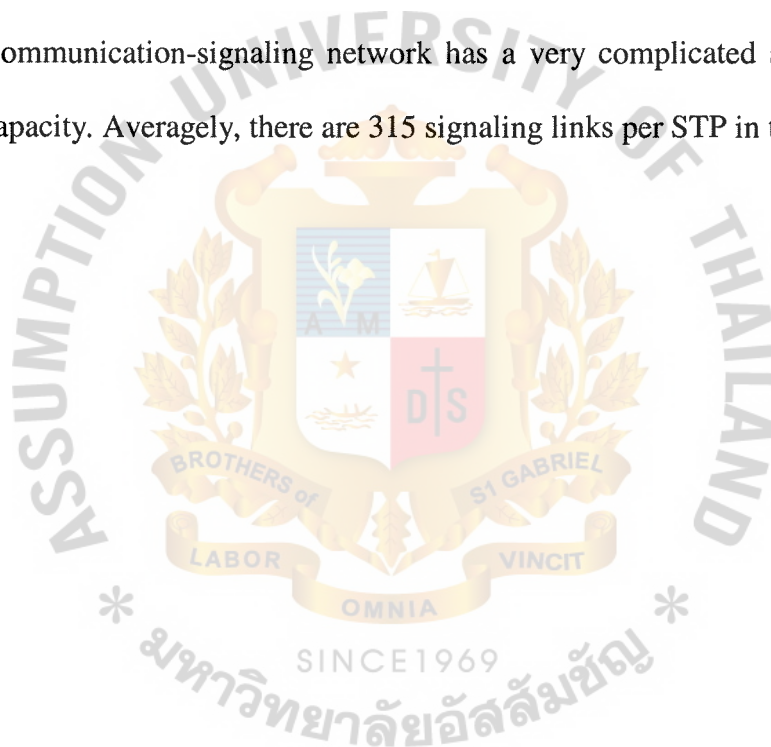 ommunication-signaling network has a very complicated
apacity. Averagely, there are 315 signaling links per STP in t
ASSUMPTION UNIVERSITY OF THAILAND
A M
D S
BROTHERS of
S1 GABRIEL
LABOR
VINCIT
OMNIA
* *
SINCE1969
มหาวิทยาลัยอัสสัมชัญ